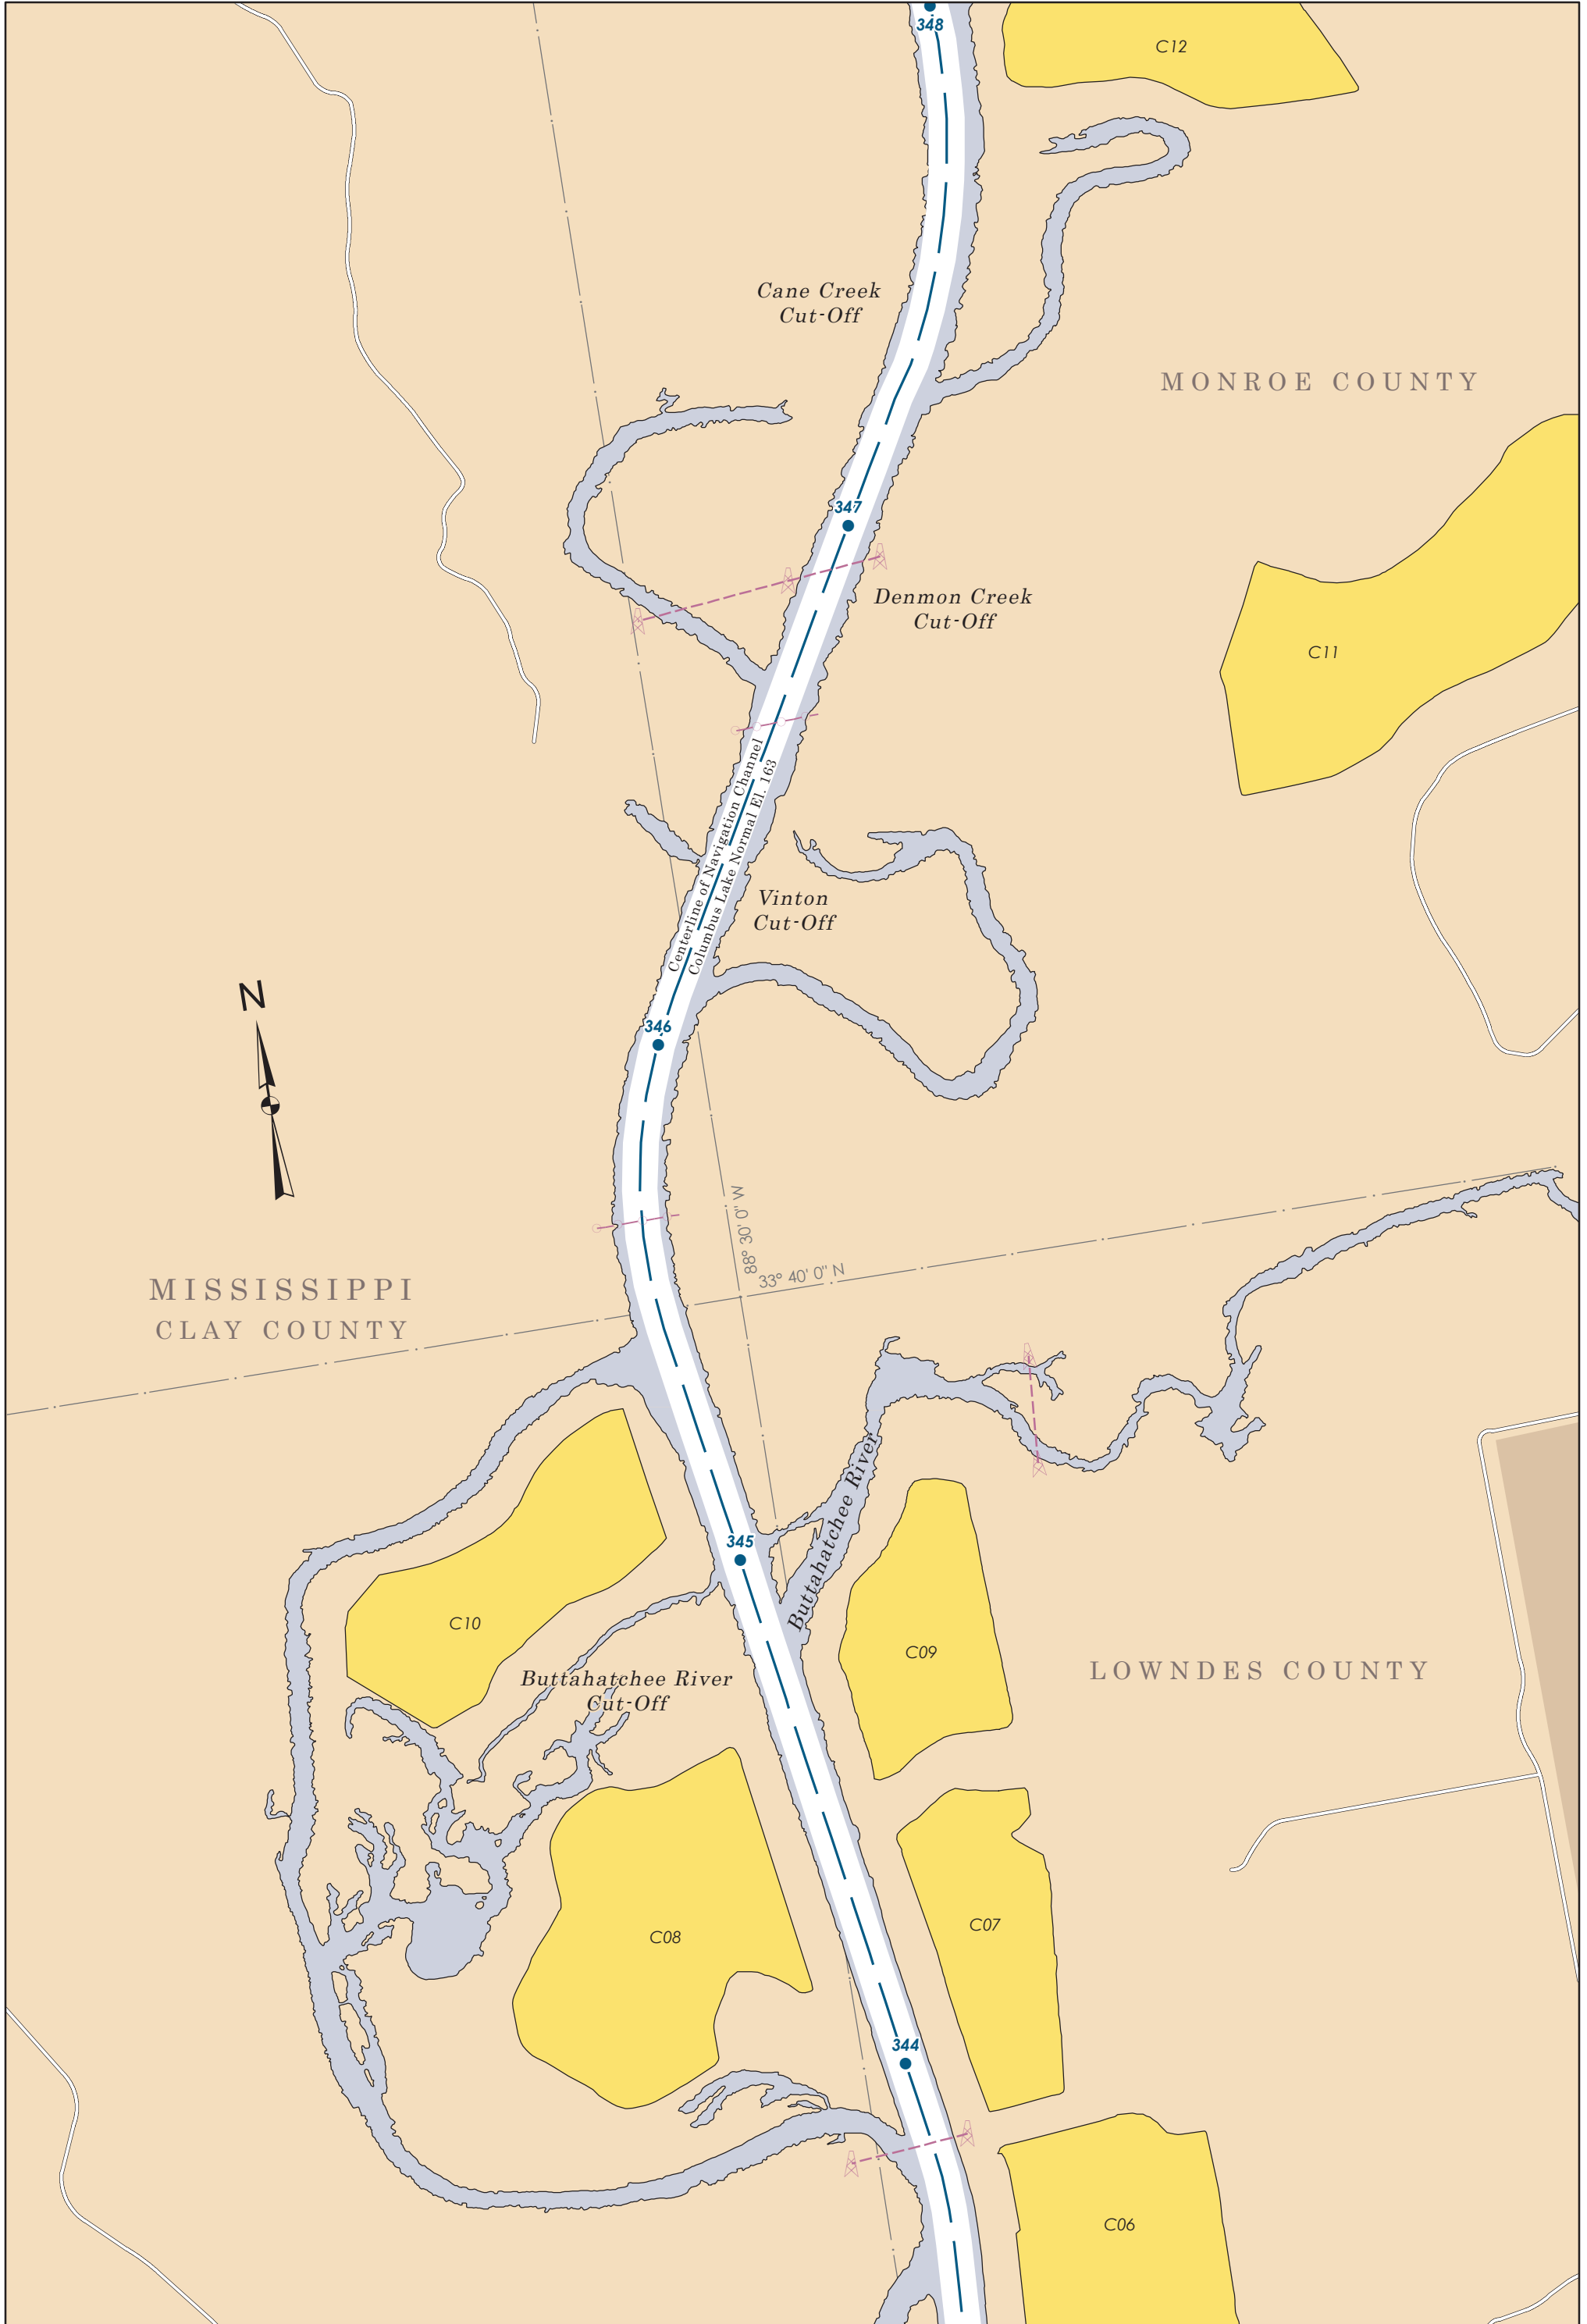 348
C12
Cane Creek
Cut-Off
MONROE COUNTY
347
Denmon Creek
Cut-Off
C11
Centerline of Navigation Channel
Columbus Lake Normal El. 163
Vinton
Cut-Off
N
346
88° 30' 0" W
33° 40' 0" N
MISSISSIPPI
CLAY COUNTY
Buttahatchee River
345
C10
C09
LOWNDES COUNTY
Buttahatchee River
Cut-Off
C08
C07
344
C06